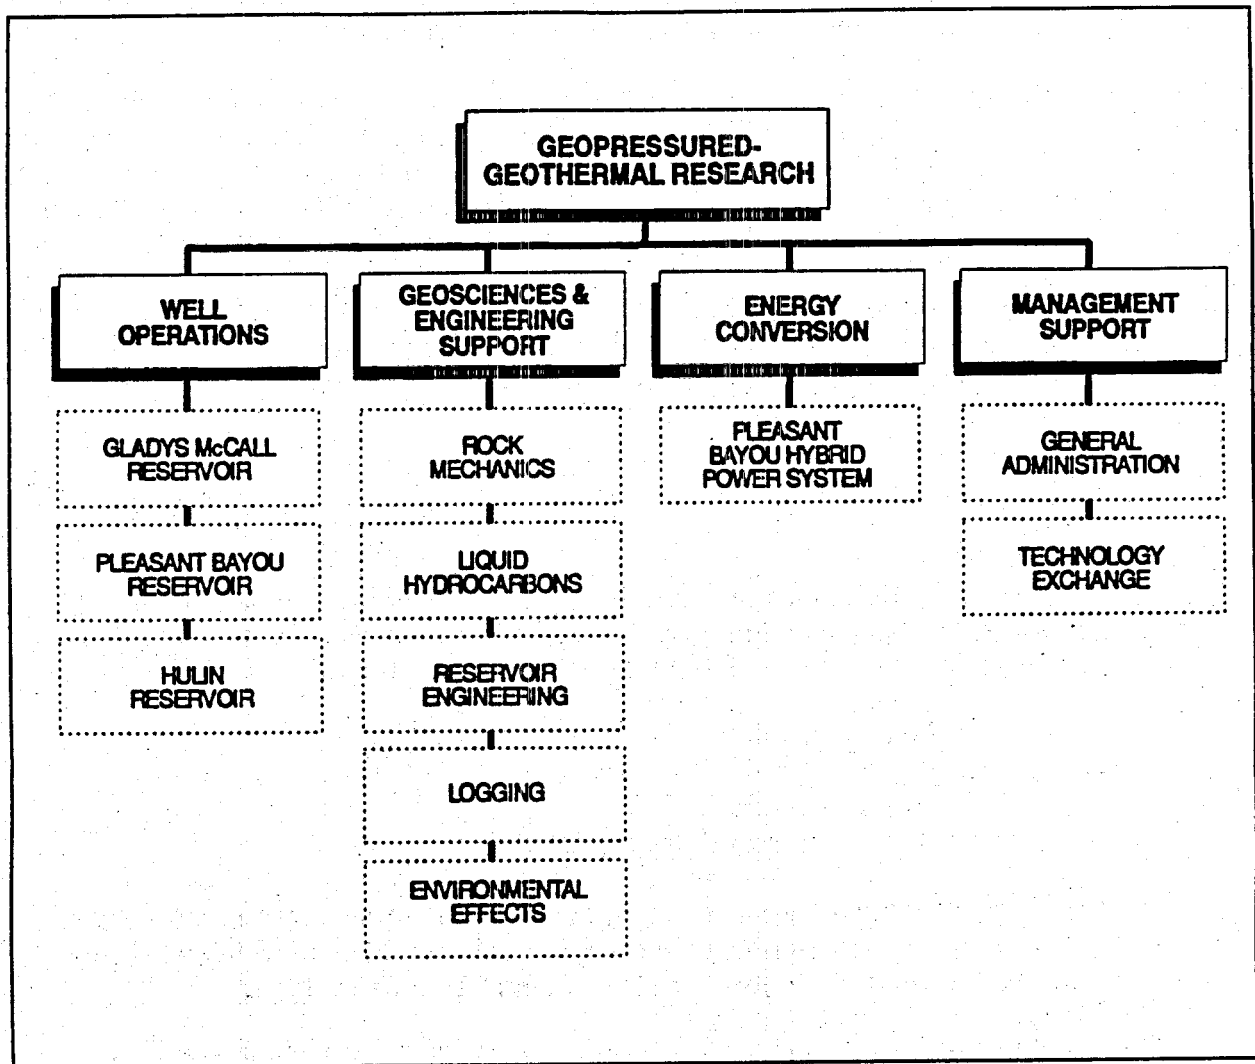 GEOPRESSURED-
GEOTHERMAL RESEARCH
WELL
OPERATIONS
GLADYS McCALL
RESERVOIR
PLEASANT BAYOU
RESERVOIR
HULIN
RESERVOIR
GEOSCIENCES &
ENGINEERING
SUPPORT
ROCK
MECHANICS
LIQUID
HYDROCARBONS
RESERVOIR
ENGINEERING
LOGGING
ENVIRONMENTAL
EFFECTS
ENERGY
CONVERSION
PLEASANT
BAYOU HYBRID
POWER SYSTEM
MANAGEMENT
SUPPORT
GENERAL
ADMINISTRATION
TECHNOLOGY
EXCHANGE